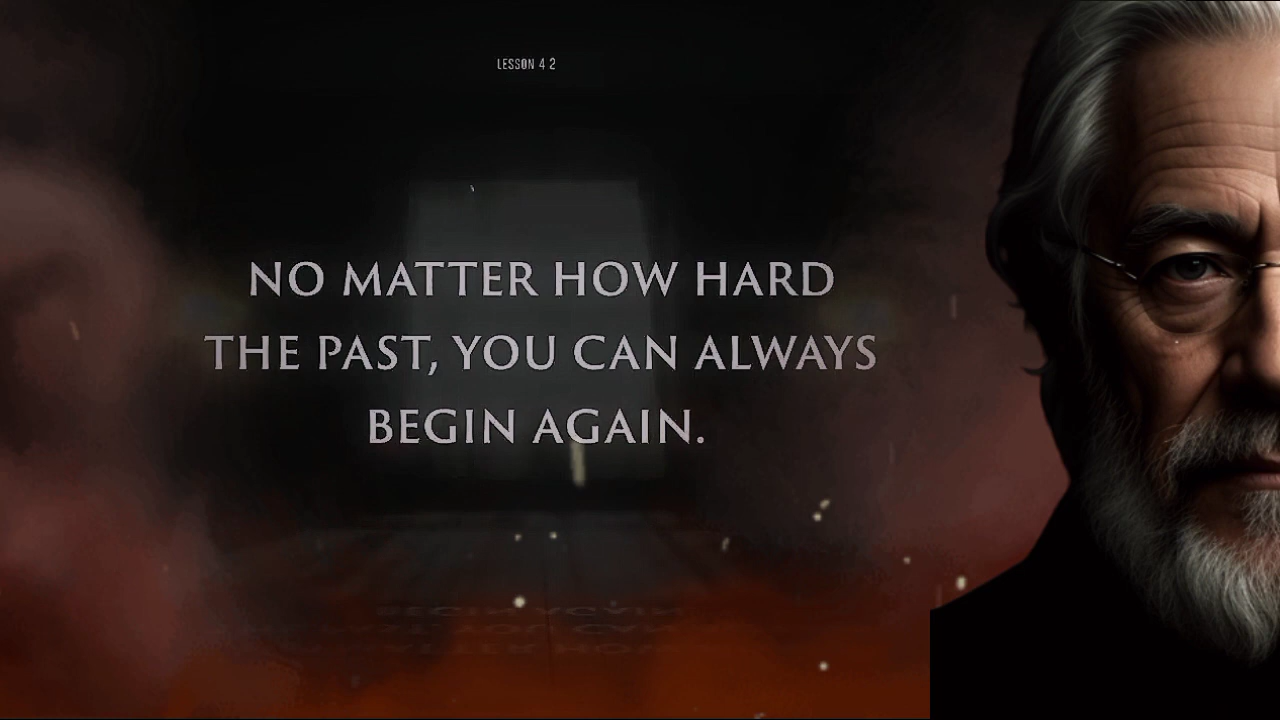 LESSON 4 2
NO MATTER HOW HARD
THE PAST, YOU CAN ALWAYS
BEGIN AGAIN.